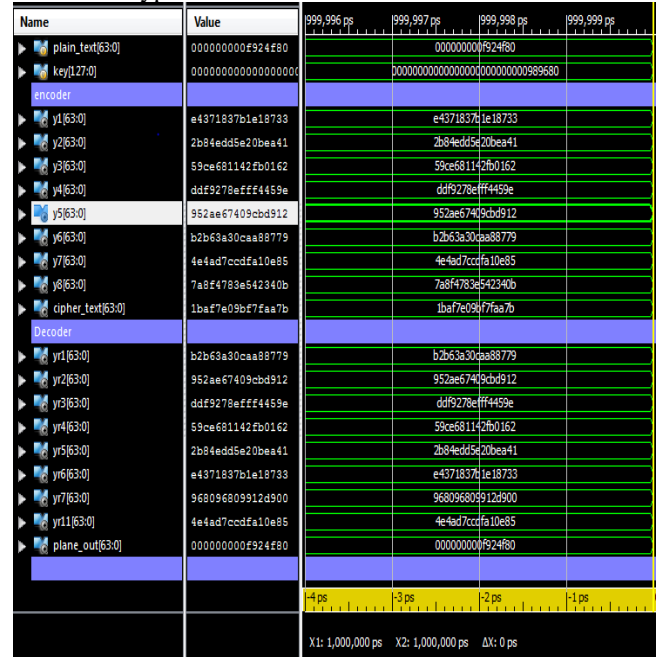 Name Value 999,996 ps 999,997 ps 999,998 ps 999,999 ps
plain_text[63:0] 000000000f924f80 000000000f924f80
key[127:0] 0000000000000000 00000000000000000000000000989680
encoder
y1[63:0] e4371837b1e18733 e4371837b1e18733
y2[63:0] 2b84edd5e20bea41 2b84edd5e20bea41
y3[63:0] 59ce681142fb0162 59ce681142fb0162
y4[63:0] ddf9278efff4459e ddf9278efff4459e
y5[63:0] 952ae67409cbd912 952ae67409cbd912
y6[63:0] b2b63a30caa88779 b2b63a30caa88779
y7[63:0] 4e4ad7ccdfa10e85 4e4ad7ccdfa10e85
y8[63:0] 7a8f4783e542340b 7a8f4783e542340b
cipher_text[63:0] 1baf7e09bf7faa7b 1baf7e09bf7faa7b
Decoder
yr1[63:0] b2b63a30caa88779 b2b63a30caa88779
yr2[63:0] 952ae67409cbd912 952ae67409cbd912
yr3[63:0] ddf9278efff4459e ddf9278efff4459e
yr4[63:0] 59ce681142fb0162 59ce681142fb0162
yr5[63:0] 2b84edd5e20bea41 2b84edd5e20bea41
yr6[63:0] e4371837b1e18733 e4371837b1e18733
yr7[63:0] 968096809912d900 968096809912d900
yr11[63:0] 4e4ad7ccdfa10e85 4e4ad7ccdfa10e85
plane_out[63:0] 000000000f924f80 000000000f924f80
-4 ps -3 ps -2 ps -1 ps
X1: 1,000,000 ps X2: 1,000,000 ps ΔX: 0 ps